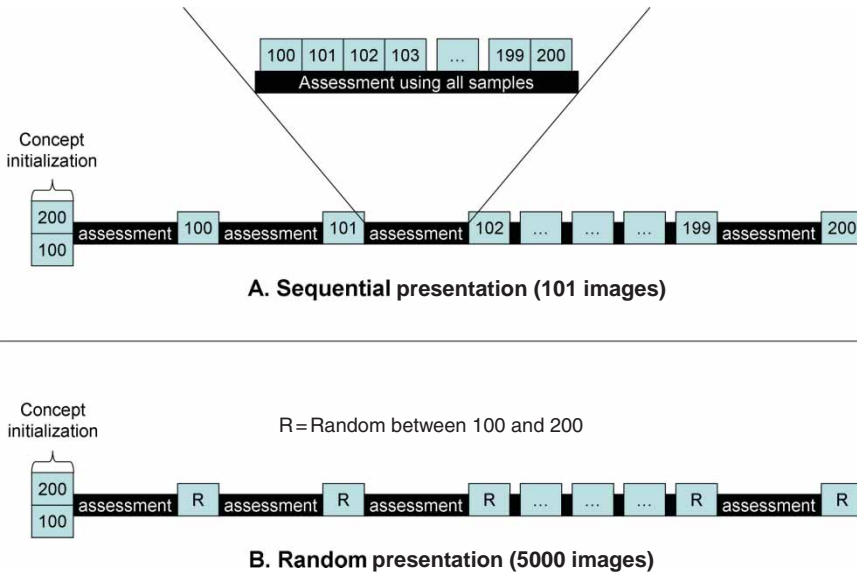 100 101 102 103 ... 199 200
Assessment using all samples
Concept
initialization
200
100
assessment 100 assessment 101 assessment 102 ... ... ... 199 assessment 200
A. Sequential presentation (101 images)
Concept
initialization
R=Random between 100 and 200
200
100
assessment R assessment R assessment R ... ... ... R assessment R
B. Random presentation (5000 images)